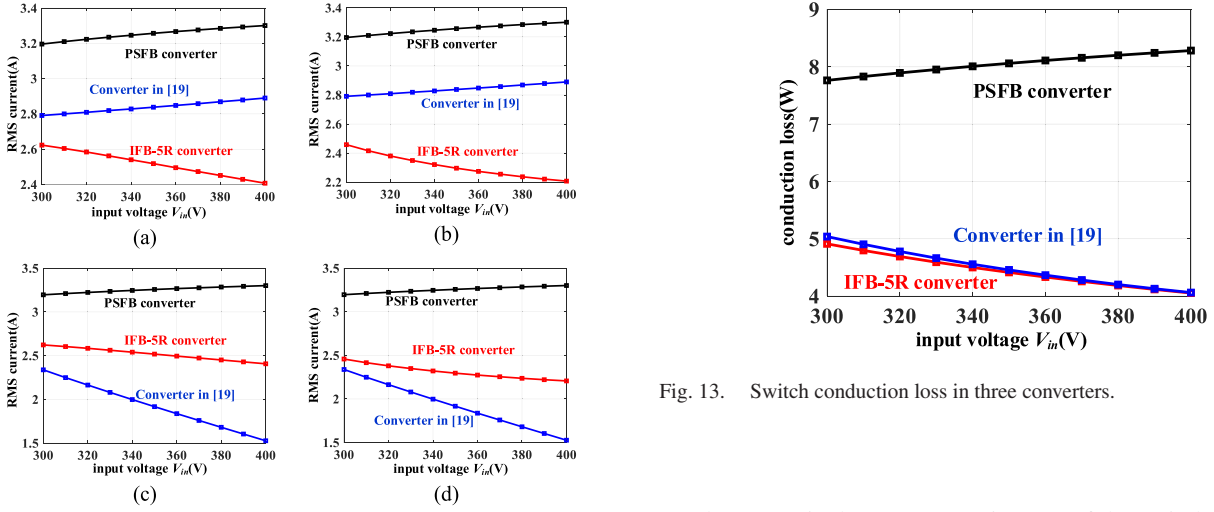 3.4
3.2
3
2.8
2.6
2.4
RMS current(A)
PSFB converter
Converter in [19]
IFB-5R converter
300 320 340 360 380 400
input voltage Vin(V)
(a)
3.4
3.2
3
2.8
2.6
2.4
2.2
RMS current(A)
PSFB converter
Converter in [19]
IFB-5R converter
300 320 340 360 380 400
input voltage Vin(V)
(b)
3.5
3
2.5
2
1.5
RMS current(A)
PSFB converter
IFB-5R converter
Converter in [19]
300 320 340 360 380 400
input voltage Vin(V)
(c)
3.5
3
2.5
2
1.5
RMS current(A)
PSFB converter
IFB-5R converter
Converter in [19]
300 320 340 360 380 400
input voltage Vin(V)
(d)
9
8
7
6
5
4
conduction loss(W)
PSFB converter
Converter in [19]
IFB-5R converter
300 320 340 360 380 400
input voltage Vin(V)
Fig. 13. Switch conduction loss in three converters.